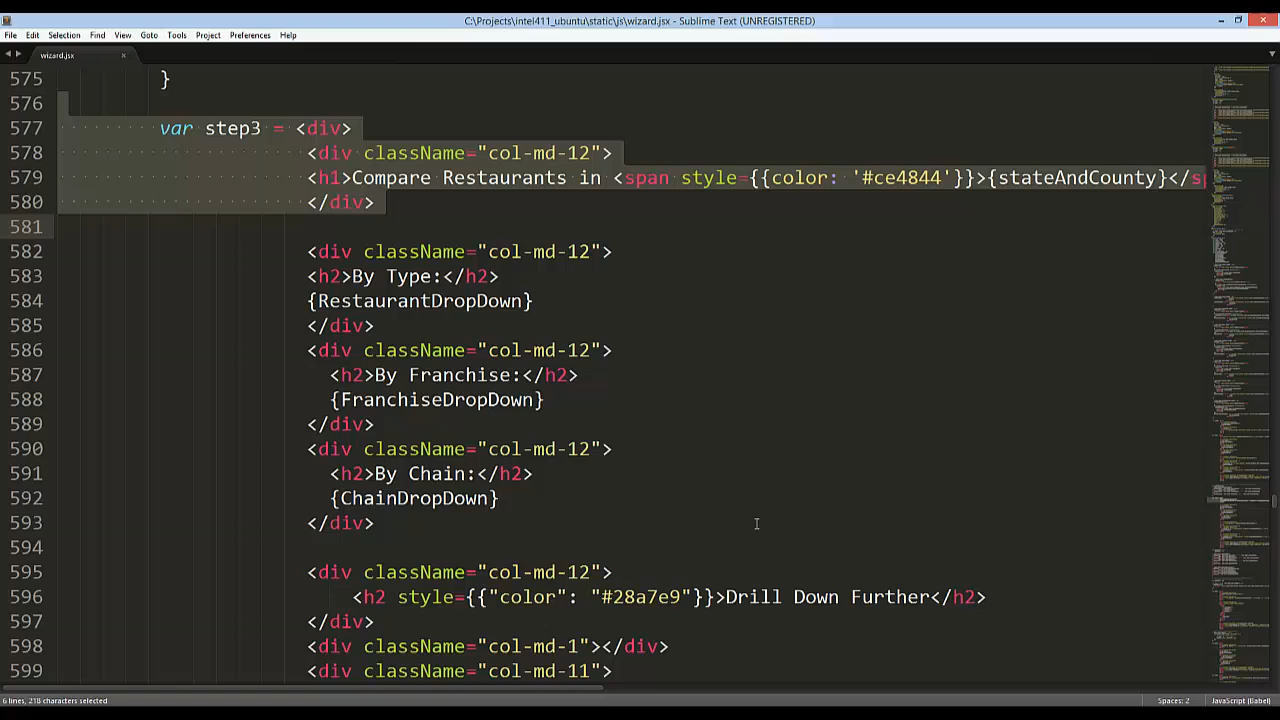 C:\Projects\intel411_ubuntu\static\js\wizard.jsx - Sublime Text (UNREGISTERED)
File Edit Selection Find View Goto Tools Project Preferences Help
wizard.jsx ×
575 }
576
577 var step3 = <div>
578 <div className="col-md-12">
579 <h1>Compare Restaurants in <span style={{color: '#ce4844'}}>{stateAndCounty}</sp
580 </div>
581
582 <div className="col-md-12">
583 <h2>By Type:</h2>
584 {RestaurantDropDown}
585 </div>
586 <div className="col-md-12">
587 <h2>By Franchise:</h2>
588 {FranchiseDropDown}
589 </div>
590 <div className="col-md-12">
591 <h2>By Chain:</h2>
592 {ChainDropDown}
593 </div>
594
595 <div className="col-md-12">
596 <h2 style={{"color": "#28a7e9"}}>Drill Down Further</h2>
597 </div>
598 <div className="col-md-1"></div>
599 <div className="col-md-11">
6 lines, 218 characters selected Spaces: 2 JavaScript (Babel)